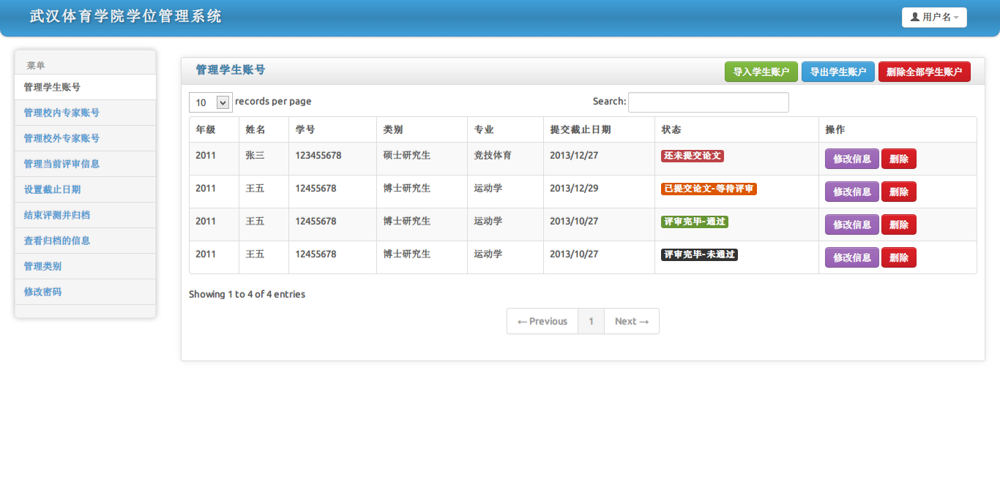 武汉体育学院学位管理系统
用户名
菜单
管理学生账号
管理校内专家账号
管理校外专家账号
管理当前评审信息
设置截止日期
结束评测并归档
查看归档的信息
管理类别
修改密码
管理学生账号
导入学生账户 导出学生账户 删除全部学生账户
10 records per page Search:
年级 姓名 学号 类别 专业 提交截止日期 状态 操作
2011 张三 123455678 硕士研究生 竞技体育 2013/12/27 还未提交论文 修改信息 删除
2011 王五 12455678 博士研究生 运动学 2013/12/29 已提交论文-等待评审 修改信息 删除
2011 王五 12455678 博士研究生 运动学 2013/10/27 评审完毕-通过 修改信息 删除
2011 王五 12455678 博士研究生 运动学 2013/10/27 评审完毕-未通过 修改信息 删除
Showing 1 to 4 of 4 entries
← Previous 1 Next →